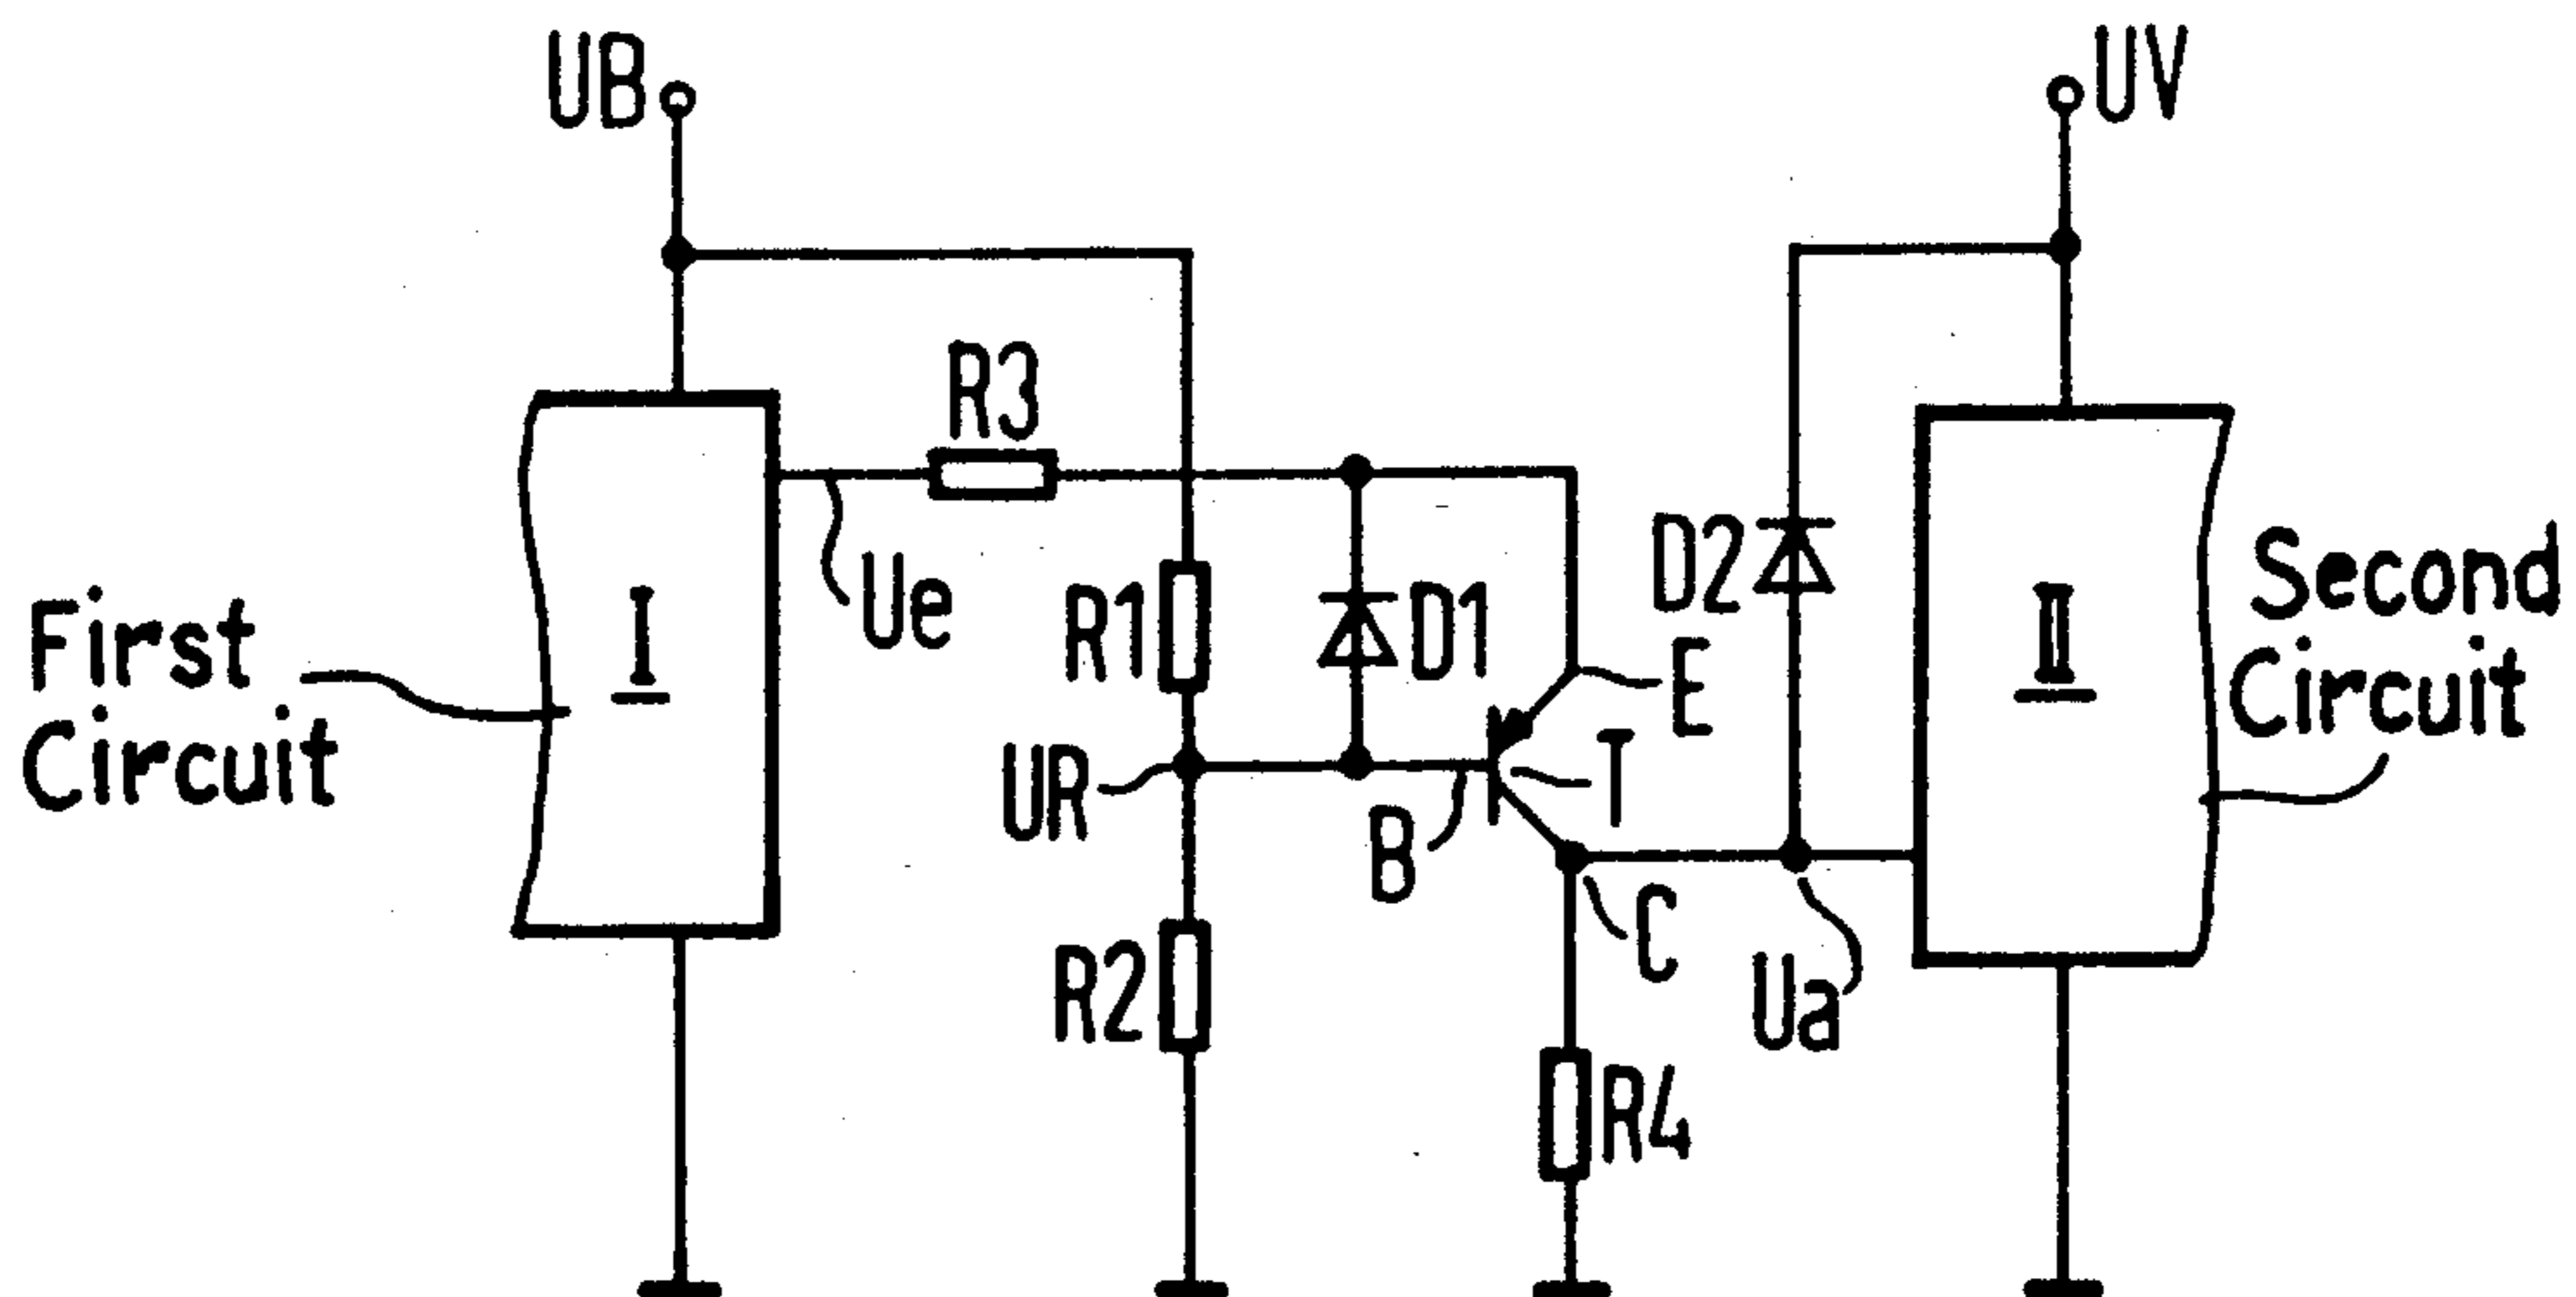 UB
UV
R3
Ue
First
Circuit
I
R1
D1
D2
E
Second
Circuit
II
UR
T
B
C
R2
Ua
R4